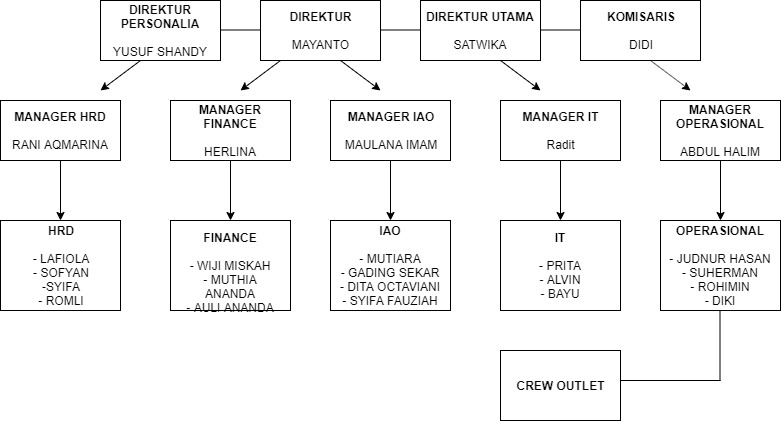 DIREKTUR
PERSONALIA
YUSUF SHANDY
DIREKTUR
MAYANTO
DIREKTUR UTAMA
SATWIKA
KOMISARIS
DIDI
MANAGER HRD
RANI AQMARINA
MANAGER
FINANCE
HERLINA
MANAGER IAO
MAULANA IMAM
MANAGER IT
Radit
MANAGER
OPERASIONAL
ABDUL HALIM
HRD
- LAFIOLA
- SOFYAN
-SYIFA
- ROMLI
FINANCE
- WIJI MISKAH
- MUTHIA
ANANDA
- AULI ANANDA
IAO
- MUTIARA
- GADING SEKAR
- DITA OCTAVIANI
- SYIFA FAUZIAH
IT
- PRITA
- ALVIN
- BAYU
OPERASIONAL
- JUDNUR HASAN
- SUHERMAN
- ROHIMIN
- DIKI
CREW OUTLET